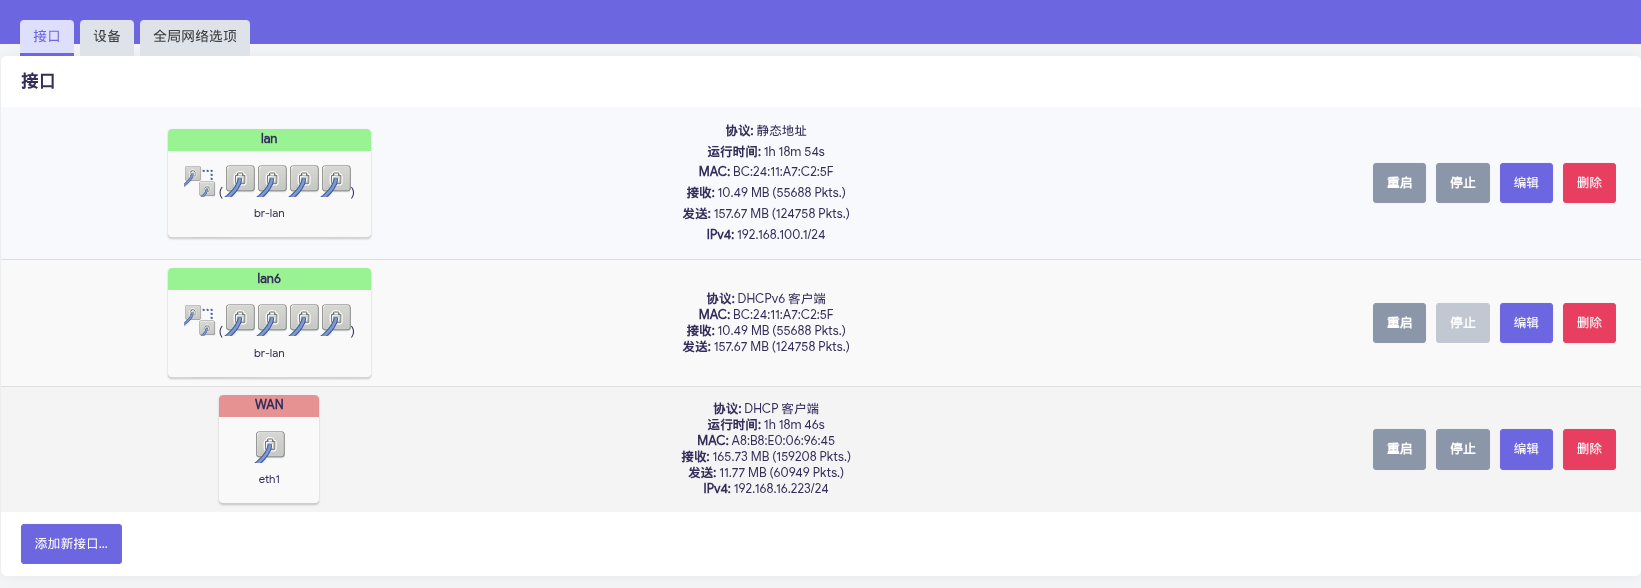 接口 设备 全局网络选项
接口
lan
( )
br-lan
协议: 静态地址
运行时间: 1h 18m 54s
MAC: BC:24:11:A7:C2:5F
接收: 10.49 MB (55688 Pkts.)
发送: 157.67 MB (124758 Pkts.)
IPv4: 192.168.100.1/24
重启 停止 编辑 删除
lan6
( )
br-lan
协议: DHCPv6 客户端
MAC: BC:24:11:A7:C2:5F
接收: 10.49 MB (55688 Pkts.)
发送: 157.67 MB (124758 Pkts.)
重启 停止 编辑 删除
WAN
eth1
协议: DHCP 客户端
运行时间: 1h 18m 46s
MAC: A8:B8:E0:06:96:45
接收: 165.73 MB (159208 Pkts.)
发送: 11.77 MB (60949 Pkts.)
IPv4: 192.168.16.223/24
重启 停止 编辑 删除
添加新接口...